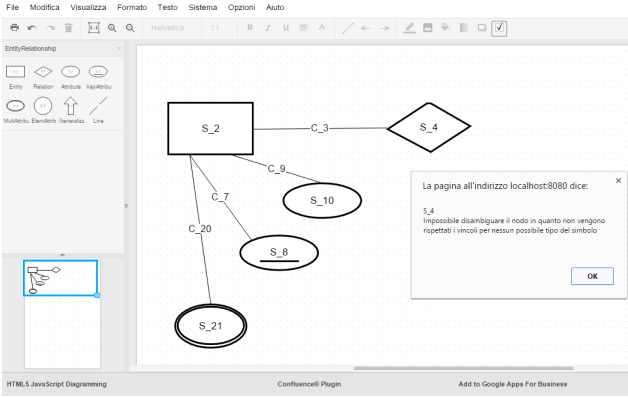 File Modifica Visualizza Formato Testo Sistema Opzioni Aiuto
Helvetica 11 B I U A
EntityRelationship
Entity Relation Attribute KeyAttribu
MultAttribu ElemAttrib Generalizz Line
S_2
C_3
S_4
C_9
C_7
S_10
C_20
S_8
S_21
La pagina all'indirizzo localhost:8080 dice:
S_4
Impossibile disambiguare il nodo in quanto non vengono
rispettati i vincoli per nessun possibile tipo del simbolo
OK
HTML5 JavaScript Diagramming Confluence® Plugin Add to Google Apps For Business